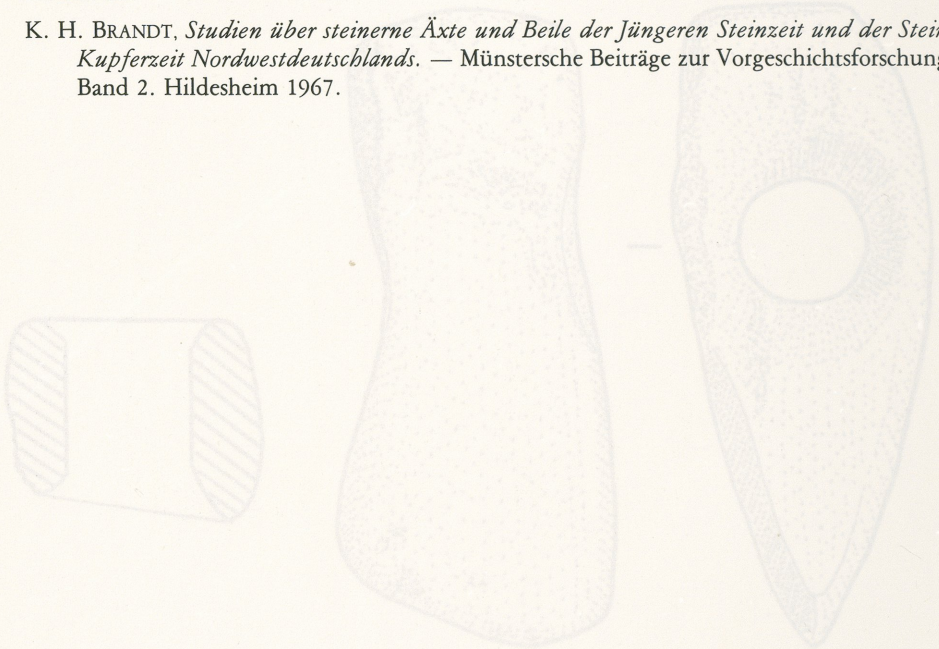 K. H. BRANDT, Studien über steinerne Äxte und Beile der Jüngeren Steinzeit und der
Kupferzeit Nordwestdeutschlands. — Münstersche Beiträge zur
Band 2. Hildesheim 1967.